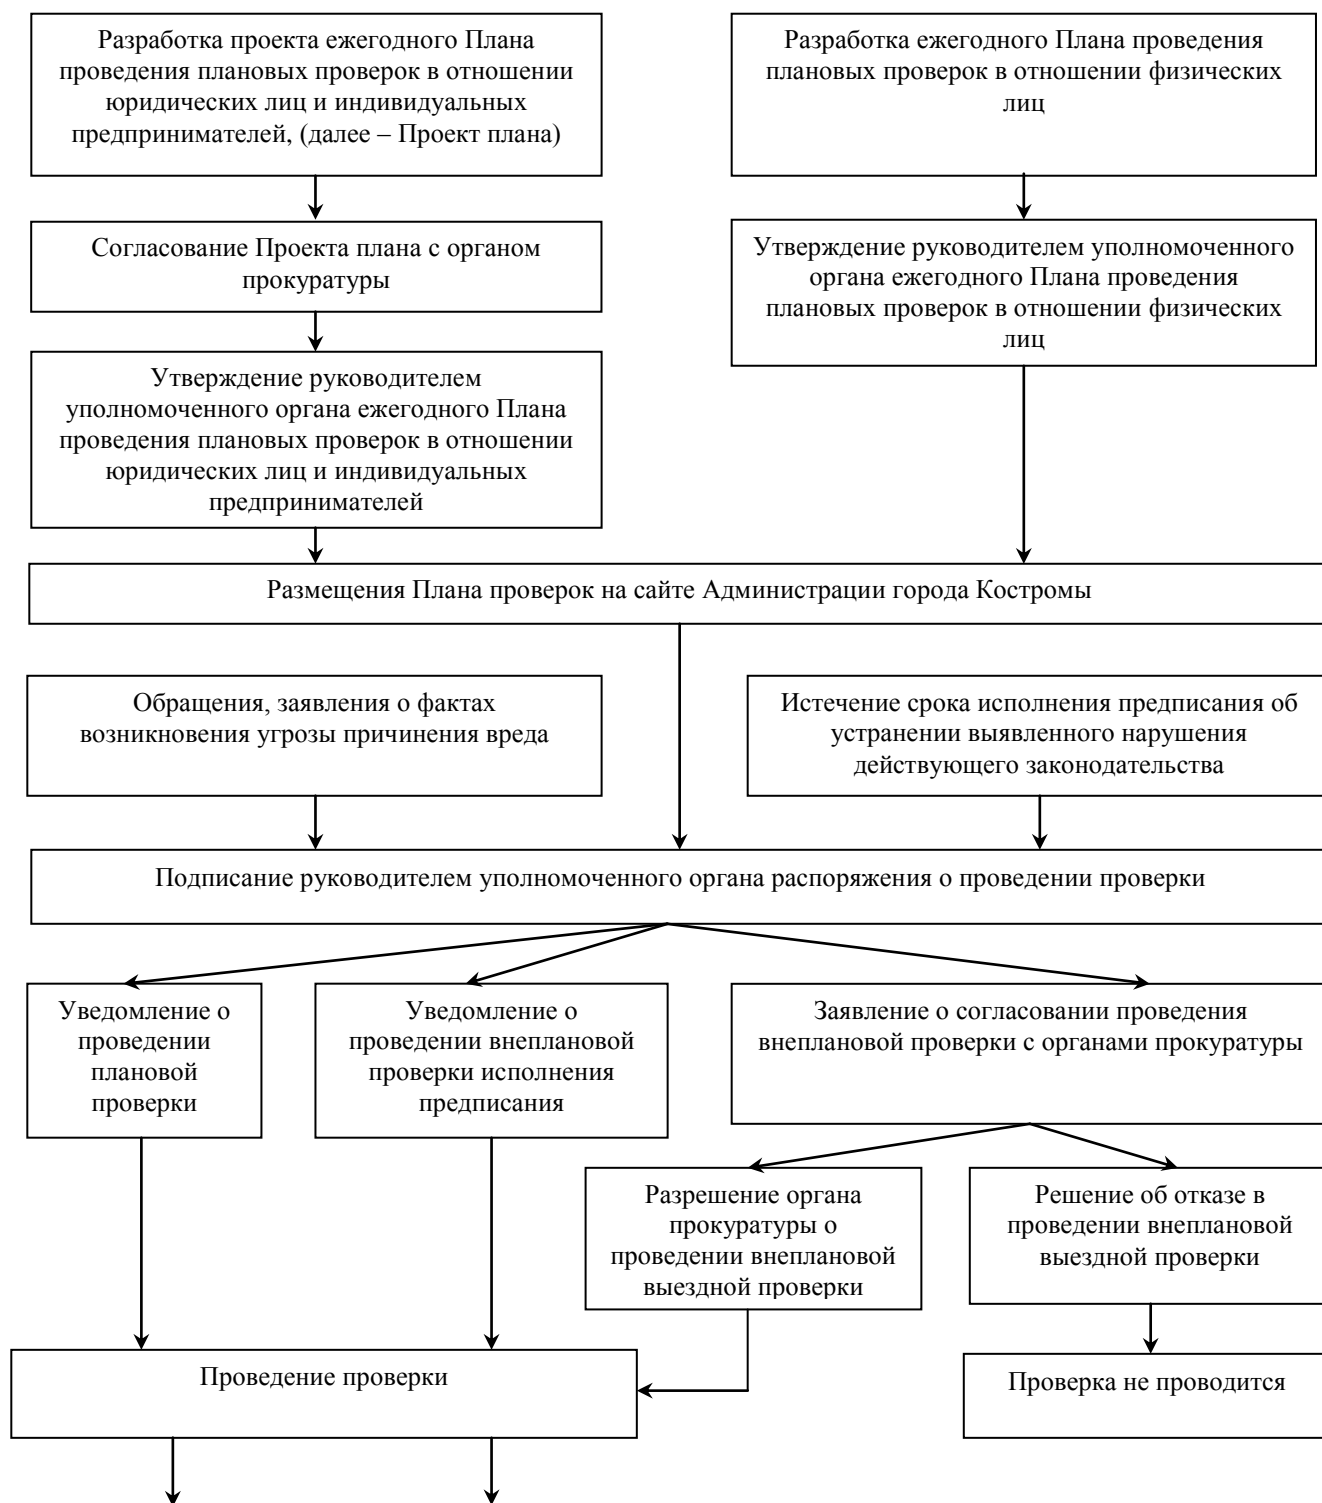 Разработка проекта ежегодного Плана
проведения плановых проверок в отношении
юридических лиц и индивидуальных
предпринимателей, (далее – Проект плана)
Разработка ежегодного Плана проведения
плановых проверок в отношении физических
лиц
Согласование Проекта плана с органом
прокуратуры
Утверждение руководителем уполномоченного
органа ежегодного Плана проведения
плановых проверок в отношении физических
лиц
Утверждение руководителем
уполномоченного органа ежегодного Плана
проведения плановых проверок в отношении
юридических лиц и индивидуальных
предпринимателей
Размещения Плана проверок на сайте Администрации города Костромы
Обращения, заявления о фактах
возникновения угрозы причинения вреда
Истечение срока исполнения предписания об
устранении выявленного нарушения
действующего законодательства
Подписание руководителем уполномоченного органа распоряжения о проведении проверки
Уведомление о
проведении
плановой
проверки
Уведомление о
проведении внеплановой
проверки исполнения
предписания
Заявление о согласовании проведения
внеплановой проверки с органами прокуратуры
Разрешение органа
прокуратуры о
проведении внеплановой
выездной проверки
Решение об отказе в
проведении внеплановой
выездной проверки
Проведение проверки
Проверка не проводится